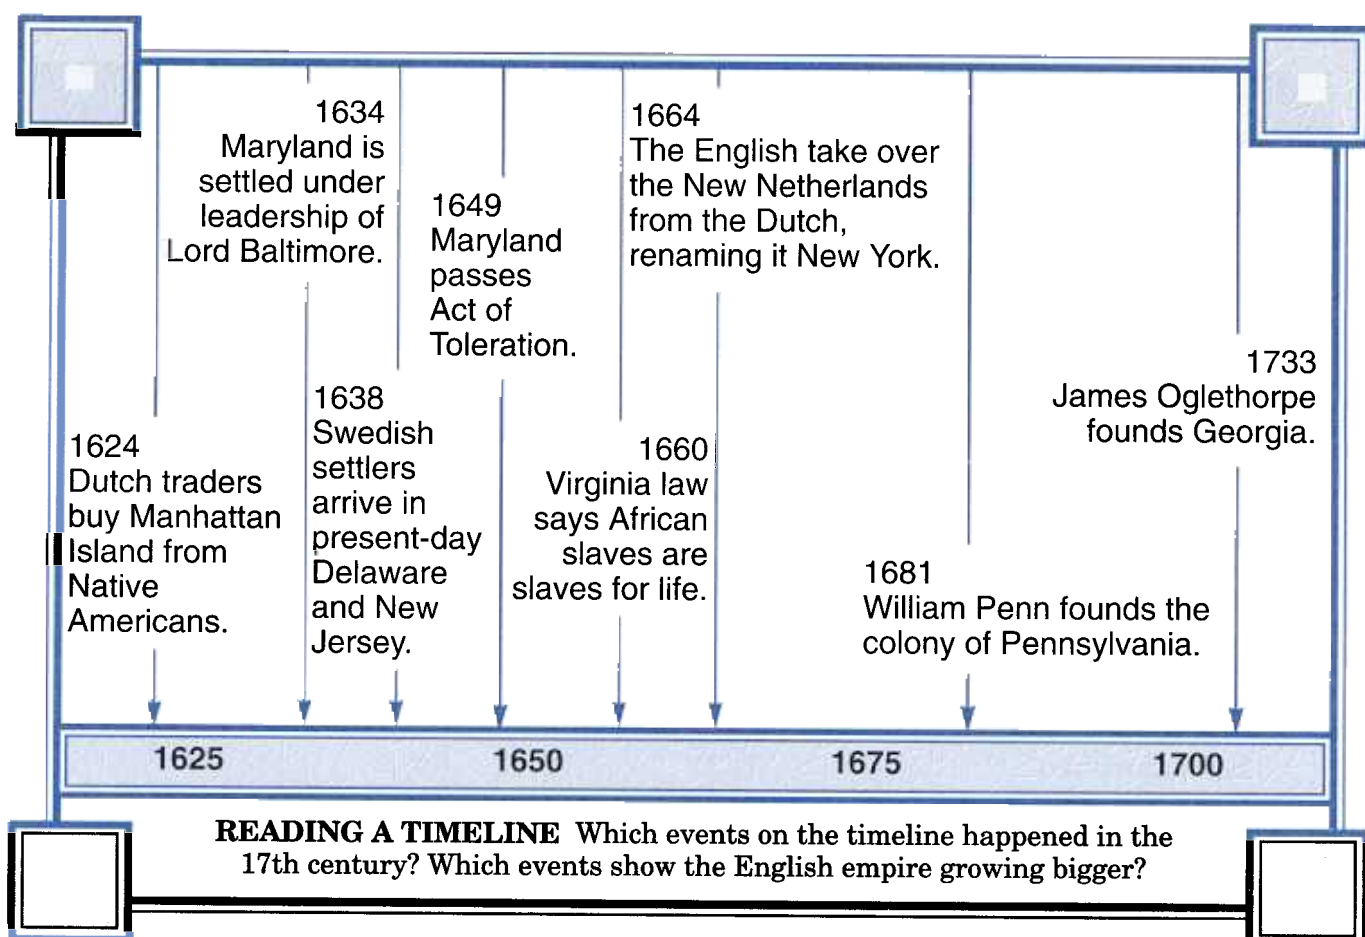 1624
Dutch traders
buy Manhattan
Island from
Native
Americans.
1634
Maryland is
settled under
leadership of
Lord Baltimore.
1638
Swedish
settlers
arrive in
present-day
Delaware
and New
Jersey.
1649
Maryland
passes
Act of
Toleration.
1660
Virginia law
says African
slaves are
slaves for life.
1664
The English take over
the New Netherlands
from the Dutch,
renaming it New York.
1681
William Penn founds the
colony of Pennsylvania.
1733
James Oglethorpe
founds Georgia.
1625 1650 1675 1700
READING A TIMELINE Which events on the timeline happened in the
17th century? Which events show the English empire growing bigger?